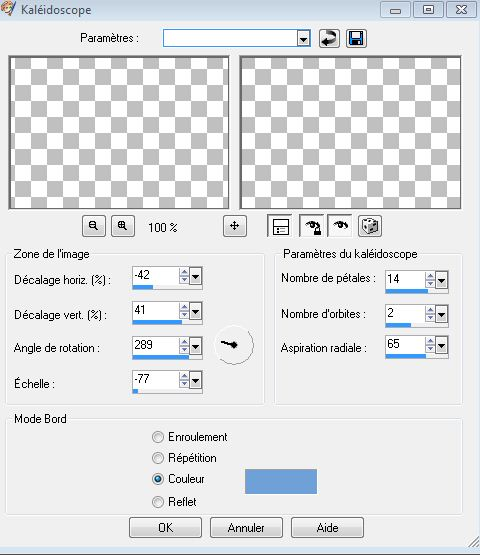 Kaléidoscope
Paramètres :
100 %
Zone de l'image
Décalage horiz. (%) : -42
Décalage vert. (%) : 41
Angle de rotation : 289
Échelle : -77
Paramètres du kaléidoscope
Nombre de pétales : 14
Nombre d'orbites : 2
Aspiration radiale : 65
Mode Bord
Enroulement
Répétition
Couleur
Reflet
OK Annuler Aide